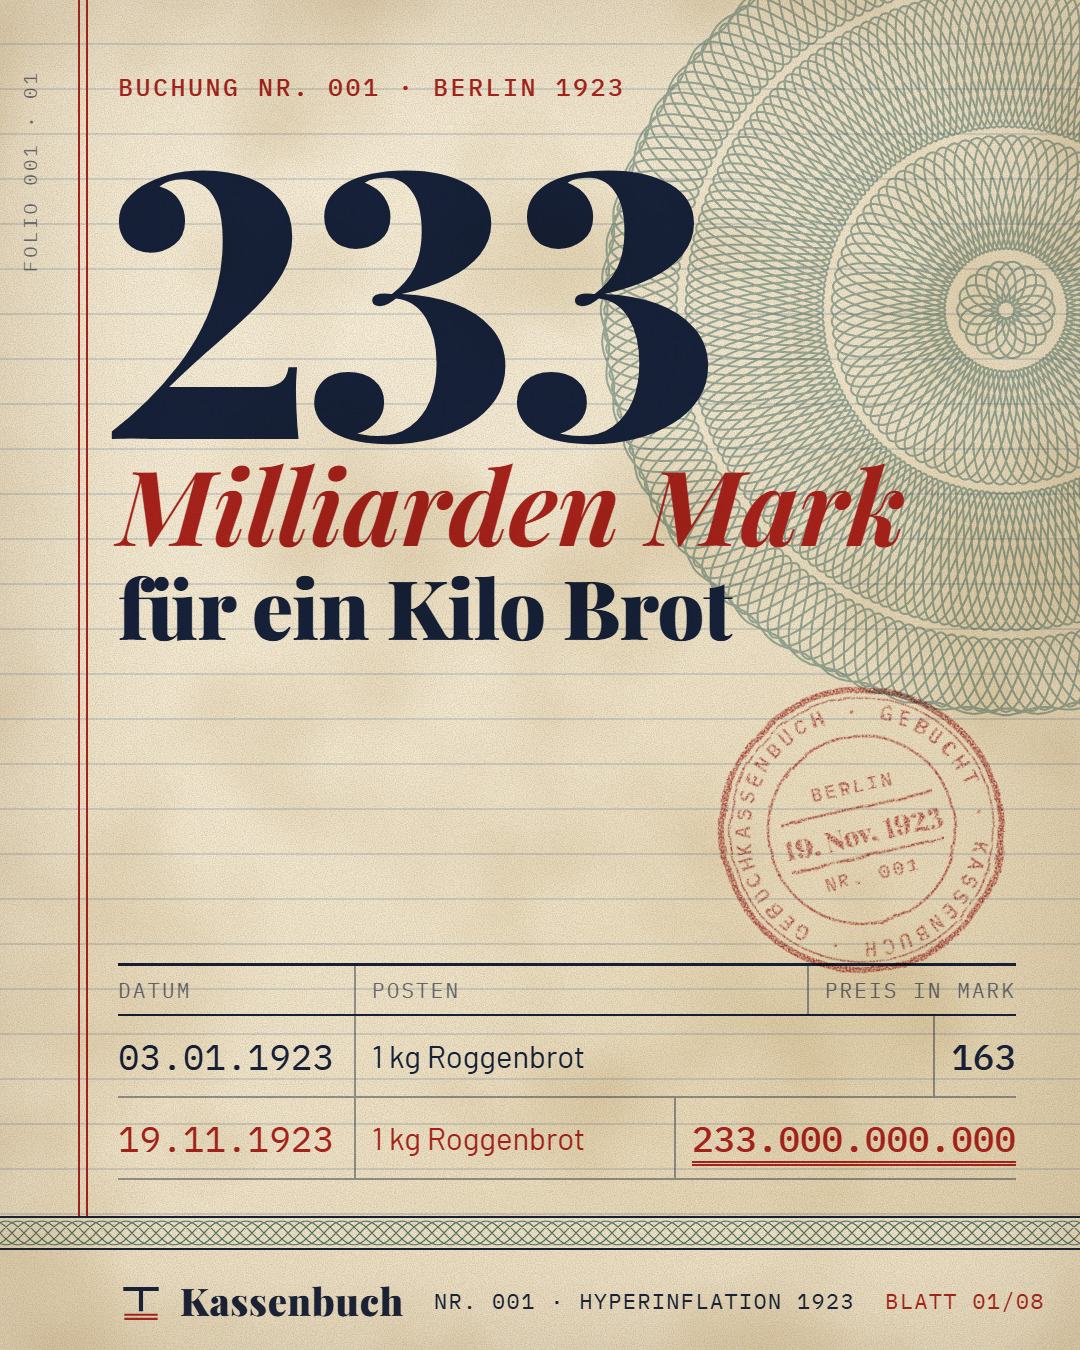 FOLIO 001 · 01
BUCHUNG NR. 001 · BERLIN 1923
233
Milliarden Mark
für ein Kilo Brot
GEBUCHT · KASSENBUCH · GEBUCHKASSENBUCH ·
BERLIN
19. Nov. 1923
NR. 001
DATUM POSTEN PREIS IN MARK
03.01.1923 1 kg Roggenbrot 163
19.11.1923 1 kg Roggenbrot 233.000.000.000
Kassenbuch NR. 001 · HYPERINFLATION 1923 BLATT 01/08